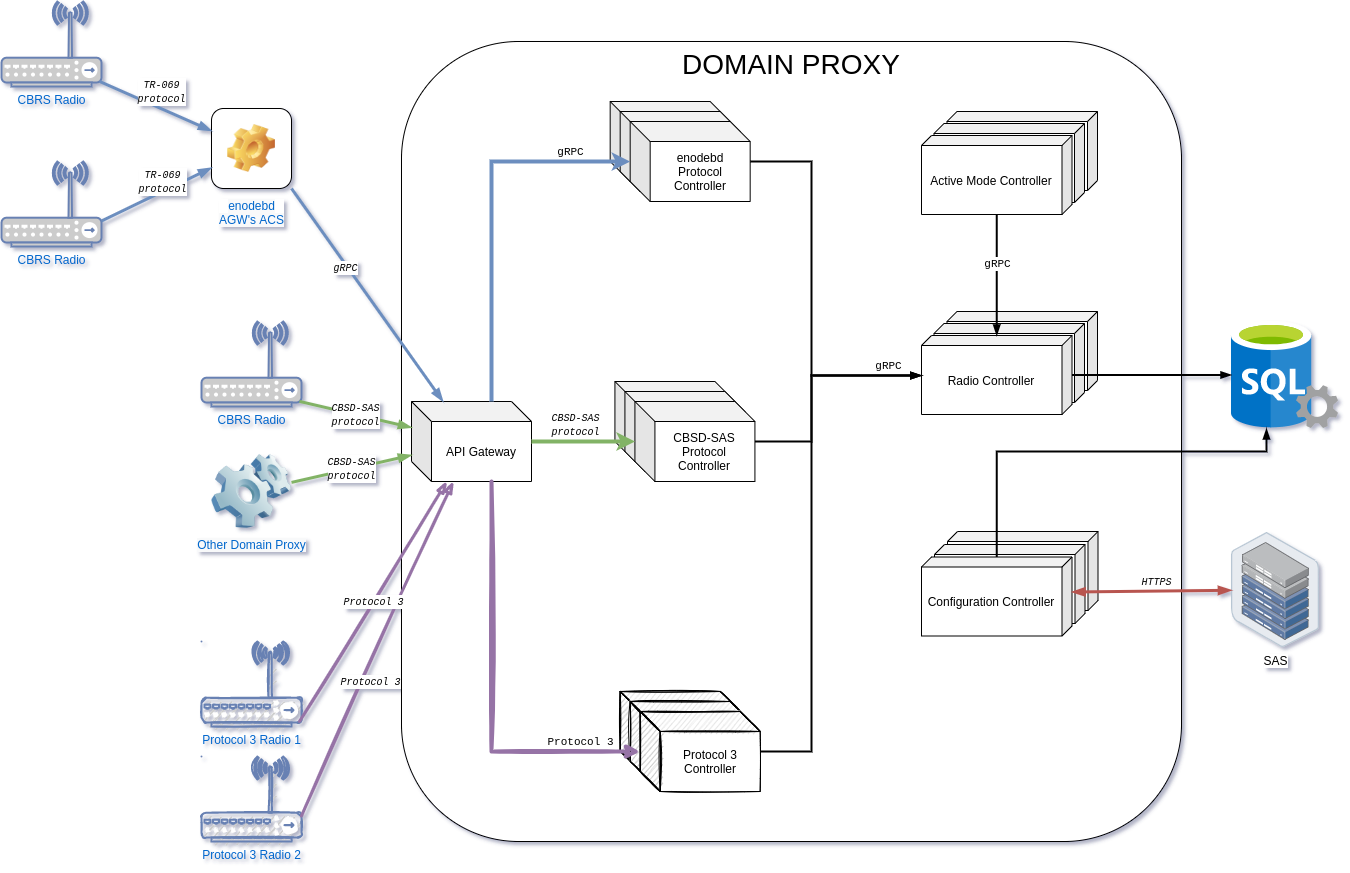 DOMAIN PROXY
TR-069
protocol
CBRS Radio
TR-069
protocol
CBRS Radio
enodebd
AGW's ACS
gRPC
CBRS Radio
CBSD-SAS
protocol
CBSD-SAS
protocol
Other Domain Proxy
API Gateway
Protocol 3
Protocol 3
Protocol 3 Radio 1
Protocol 3 Radio 2
gRPC
enodebd
Protocol
Controller
CBSD-SAS
protocol
CBSD-SAS
Protocol
Controller
Protocol 3
Protocol 3
Controller
Active Mode Controller
gRPC
gRPC
Radio Controller
SQL
Configuration Controller
HTTPS
SAS